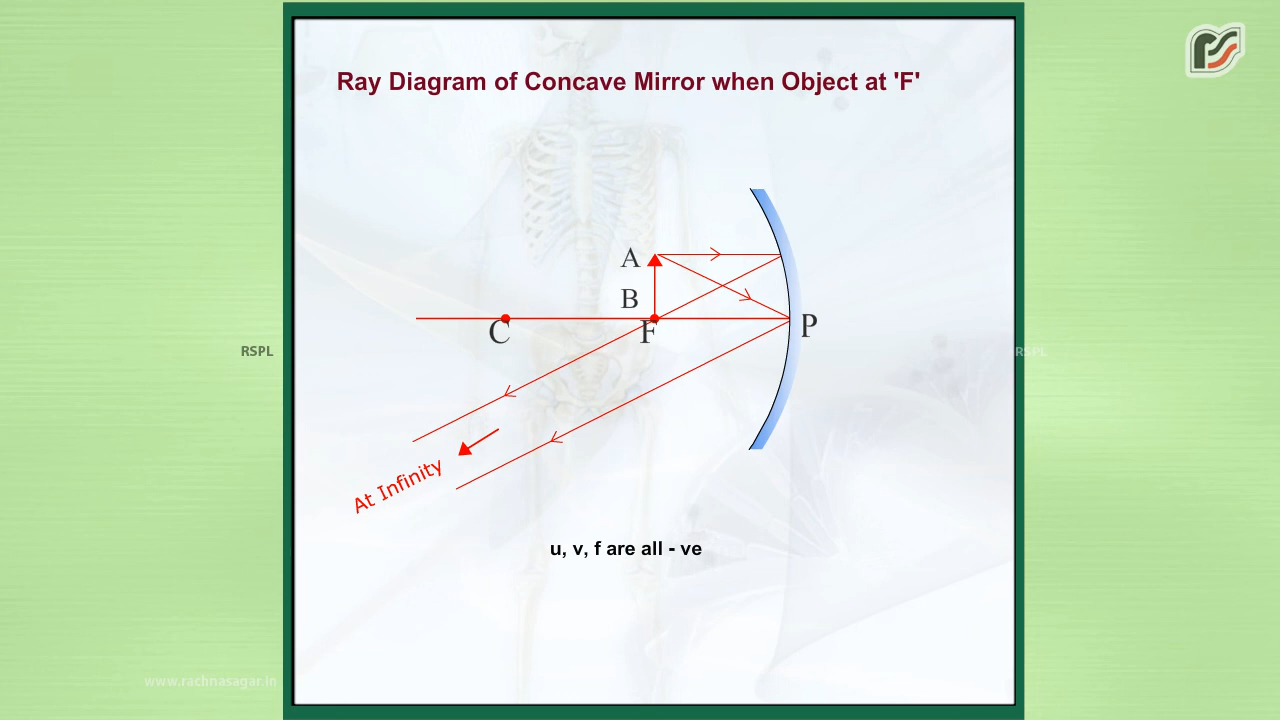 Ray Diagram of Concave Mirror when Object at 'F'
A
B
C
F
P
RSPL
RSPL
At Infinity
u, v, f are all - ve
www.rachnasagar.in